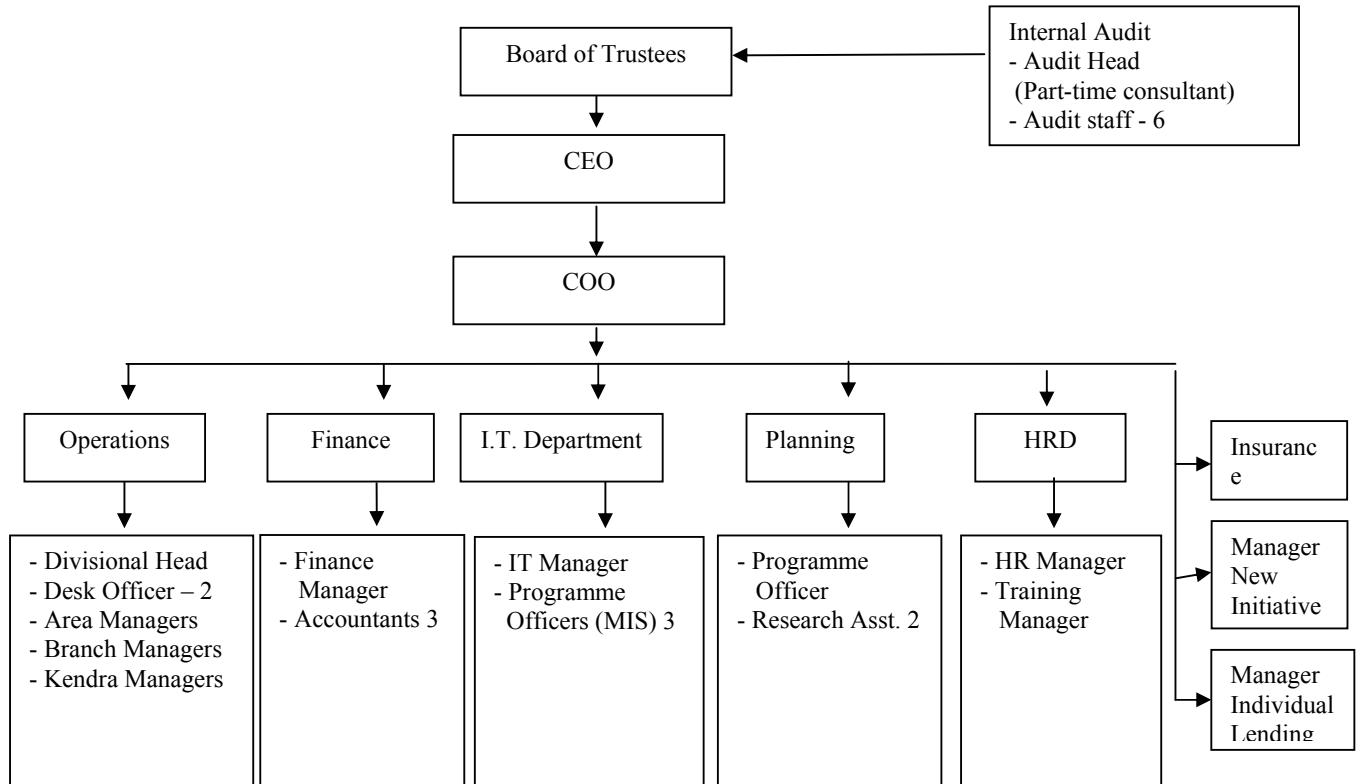 Board of Trustees
Internal Audit
- Audit Head
(Part-time consultant)
- Audit staff - 6
CEO
COO
Operations
Finance
I.T. Department
Planning
HRD
Insuranc
e
Manager
New
Initiative
Manager
Individual
Lending
- Divisional Head
- Desk Officer – 2
- Area Managers
- Branch Managers
- Kendra Managers
- Finance
Manager
- Accountants 3
- IT Manager
- Programme
Officers (MIS) 3
- Programme
Officer
- Research Asst. 2
- HR Manager
- Training
Manager